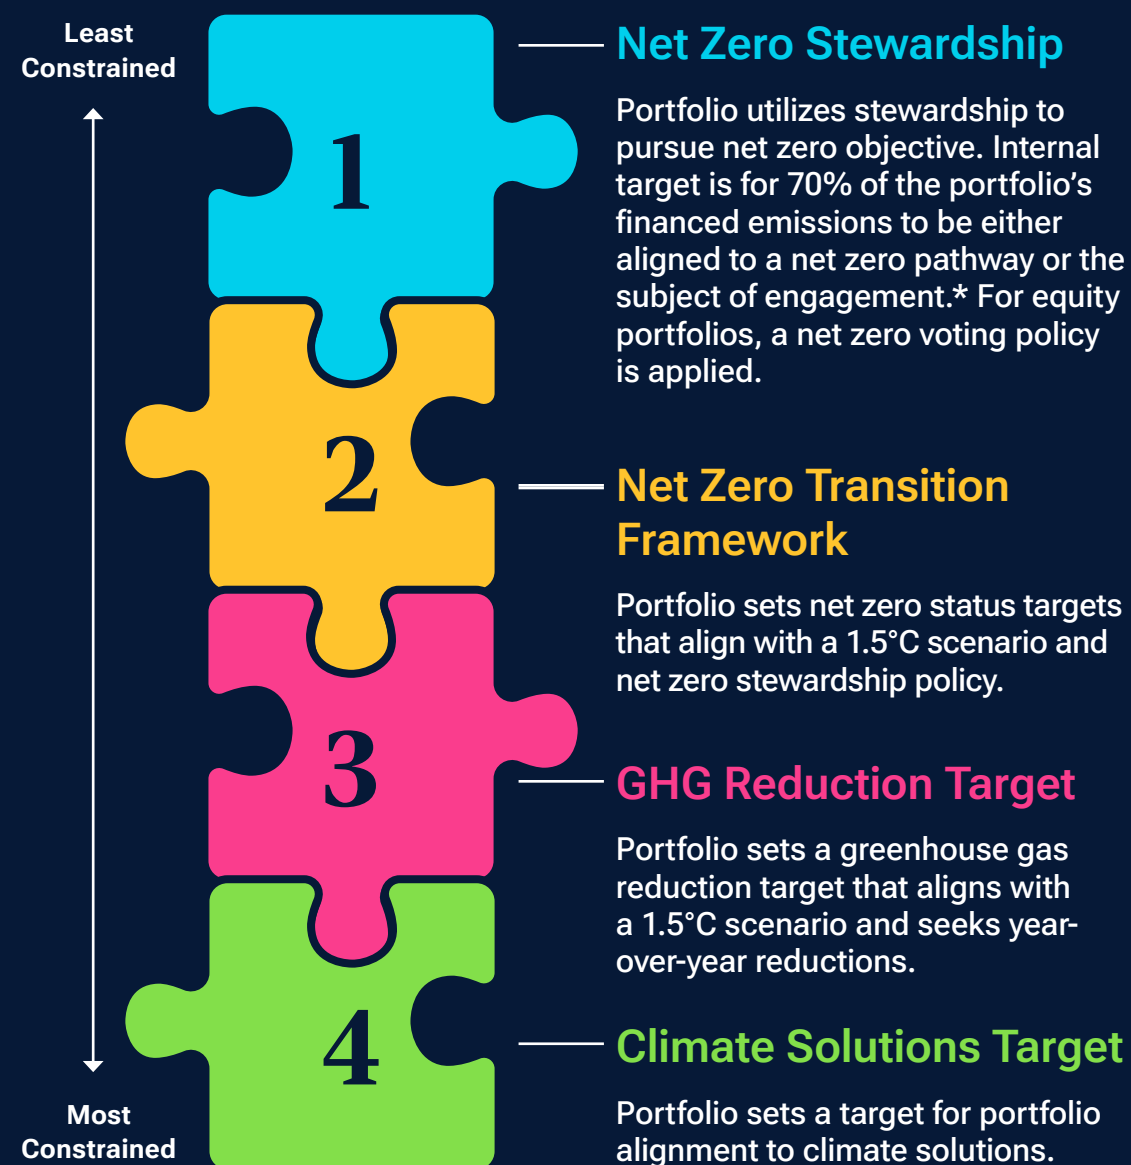 Least
Constrained
1
Net Zero Stewardship
Portfolio utilizes stewardship to
pursue net zero objective. Internal
target is for 70% of the portfolio’s
financed emissions to be either
aligned to a net zero pathway or the
subject of engagement.* For equity
portfolios, a net zero voting policy
is applied.
2
Net Zero Transition
Framework
Portfolio sets net zero status targets
that align with a 1.5°C scenario and
net zero stewardship policy.
3
GHG Reduction Target
Portfolio sets a greenhouse gas
reduction target that aligns with
a 1.5°C scenario and seeks year-
over-year reductions.
4
Climate Solutions Target
Portfolio sets a target for portfolio
alignment to climate solutions.
Most
Constrained